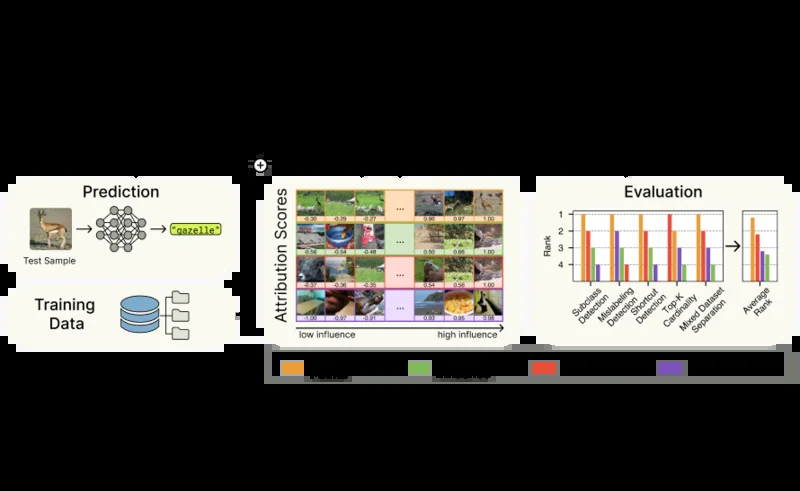 Prediction
"gazelle"
Test Sample
Training
Data
Attribution Scores
-0.30 -0.29 -0.27 ... 0.96 0.97 1.00
-0.56 -0.54 -0.48 ... 0.50 0.66 1.00
-0.37 -0.36 -0.35 ... 0.54 0.56 1.00
-1.00 -0.97 -0.91 ... 0.93 0.95 0.98
low influence
high influence
Evaluation
Rank
1
2
3
4
Subclass
Detection
Mislabeling
Detection
Shortcut
Detection
Top-K
Cardinality
Mixed Dataset
Separation
Average
Rank